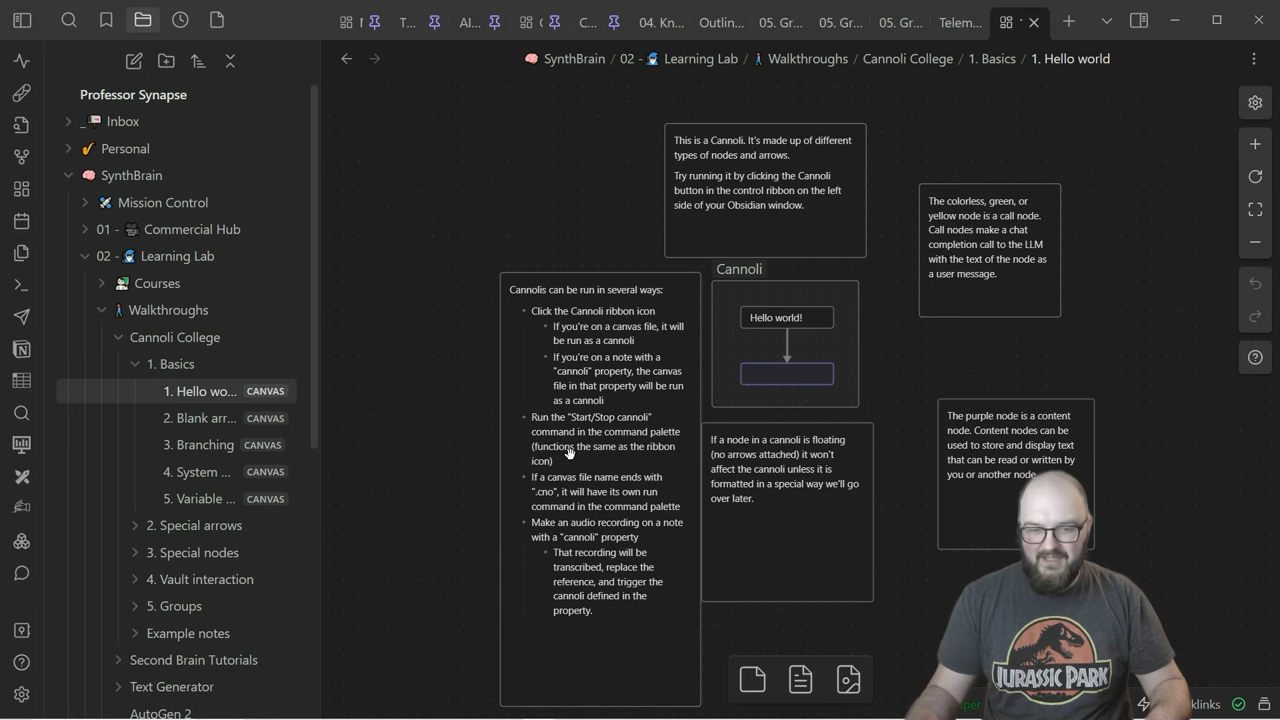 T...
AI...
C...
04. Kn...
Outlin...
05. Gr...
05. Gr...
05. Gr...
Telem...
SynthBrain / 02 - Learning Lab / Walkthroughs / Cannoli College / 1. Basics / 1. Hello world
Professor Synapse
Inbox
Personal
SynthBrain
Mission Control
01 - Commercial Hub
02 - Learning Lab
Courses
Walkthroughs
Cannoli College
1. Basics
1. Hello wo... CANVAS
2. Blank arr... CANVAS
3. Branching CANVAS
4. System ... CANVAS
5. Variable ... CANVAS
2. Special arrows
3. Special nodes
4. Vault interaction
5. Groups
Example notes
Second Brain Tutorials
Text Generator
AutoGen 2
This is a Cannoli. It's made up of different
types of nodes and arrows.
Try running it by clicking the Cannoli
button in the control ribbon on the left
side of your Obsidian window.
The colorless, green, or
yellow node is a call node.
Call nodes make a chat
completion call to the LLM
with the text of the node as
a user message.
Cannolis can be run in several ways:
Click the Cannoli ribbon icon
If you're on a canvas file, it will
be run as a cannoli
If you're on a note with a
"cannoli" property, the canvas
file in that property will be run
as a cannoli
Run the "Start/Stop cannoli"
command in the command palette
(functions the same as the ribbon
icon)
If a canvas file name ends with
".cno", it will have its own run
command in the command palette
Make an audio recording on a note
with a "cannoli" property
That recording will be
transcribed, replace the
reference, and trigger the
cannoli defined in the
property.
Cannoli
Hello world!
If a node in a cannoli is floating
(no arrows attached) it won't
affect the cannoli unless it is
formatted in a special way we'll go
over later.
The purple node is a content
node. Content nodes can be
used to store and display text
that can be read or written by
you or another node
JURASSIC PARK